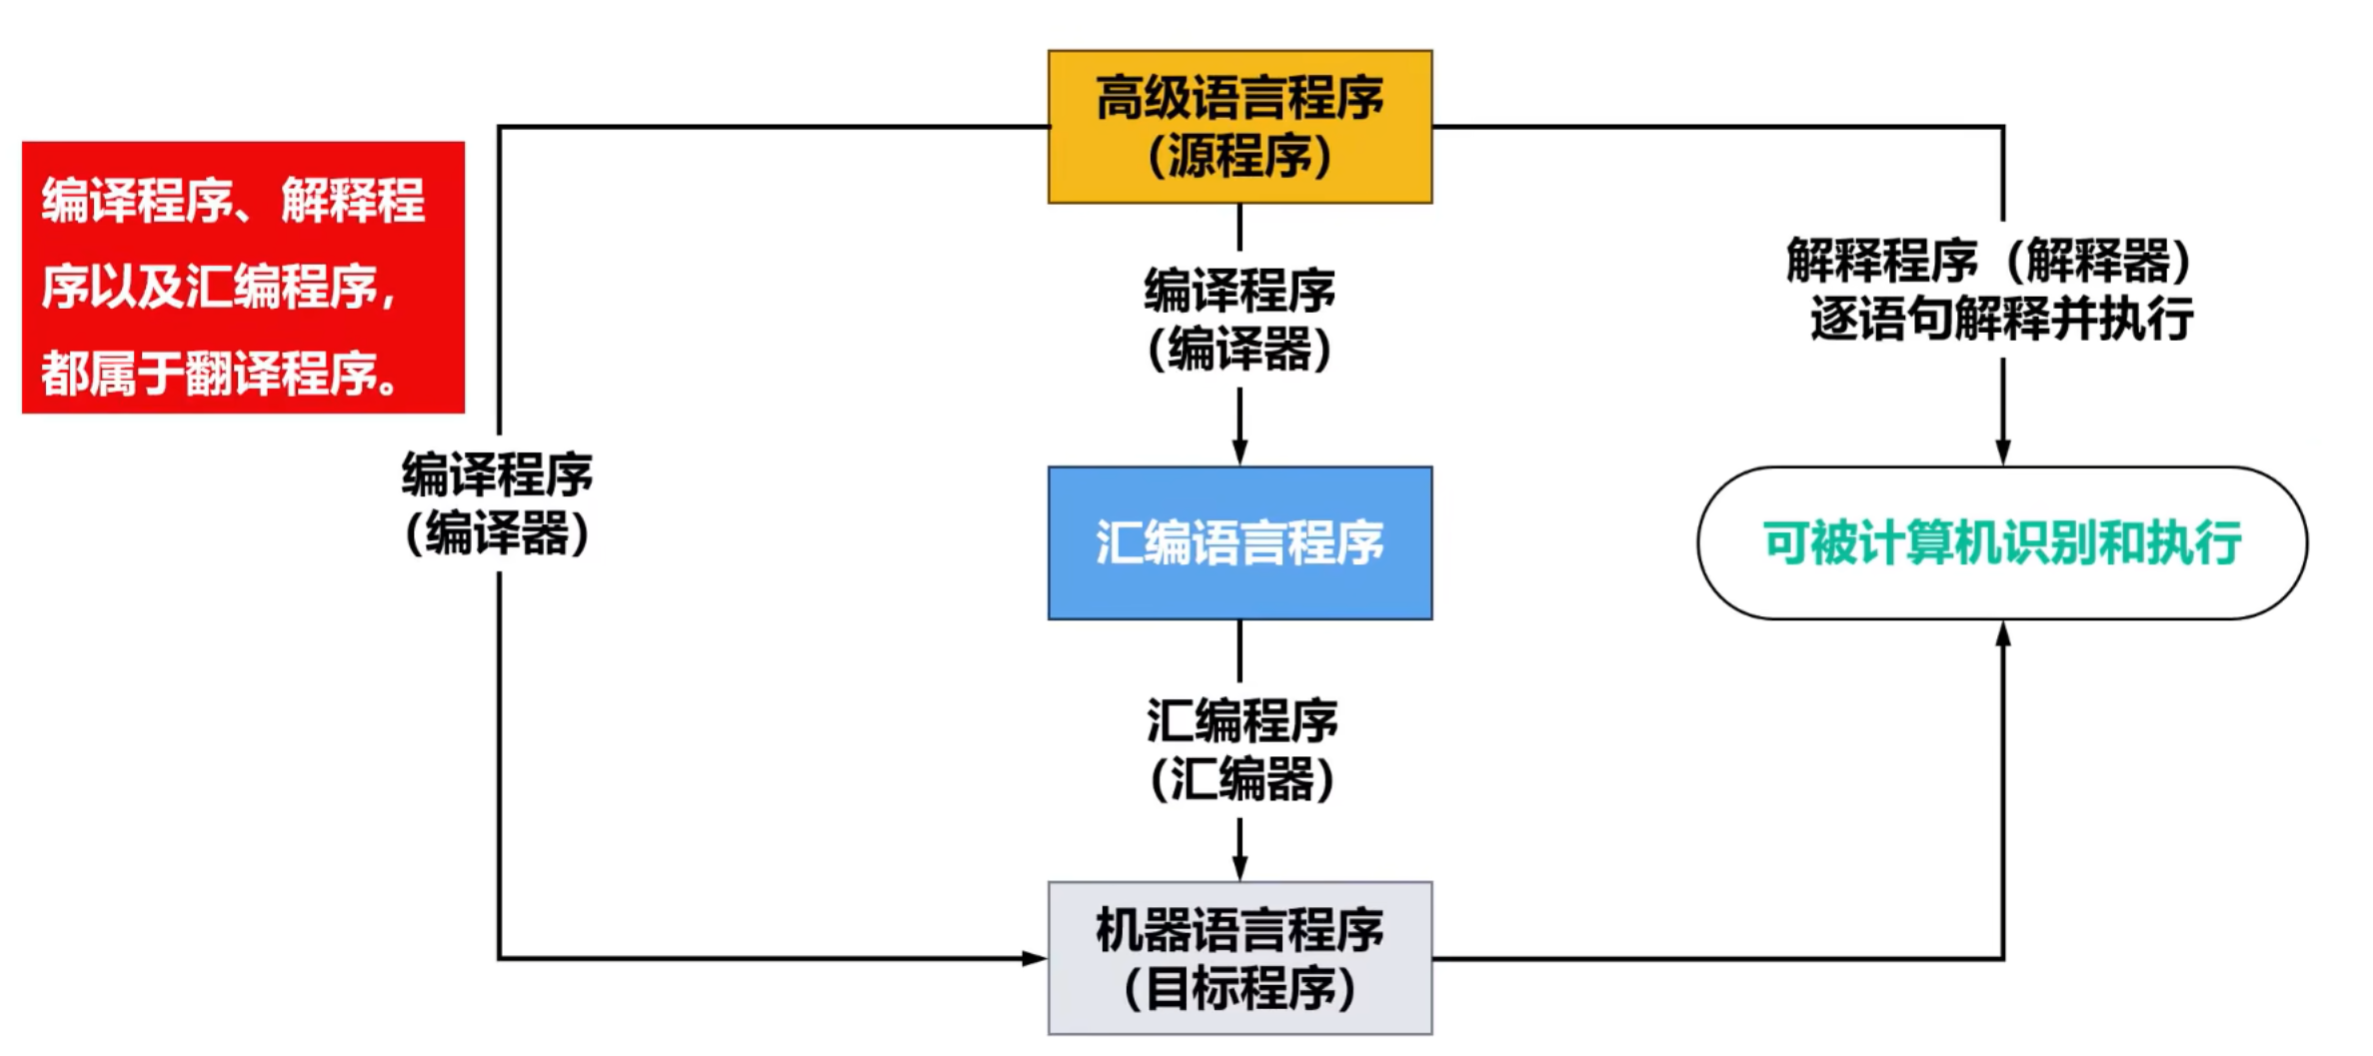 高级语言程序
（源程序）
编译程序、解释程
序以及汇编程序，
都属于翻译程序。
编译程序
（编译器）
解释程序（解释器）
逐语句解释并执行
编译程序
（编译器）
汇编语言程序
可被计算机识别和执行
汇编程序
（汇编器）
机器语言程序
（目标程序）